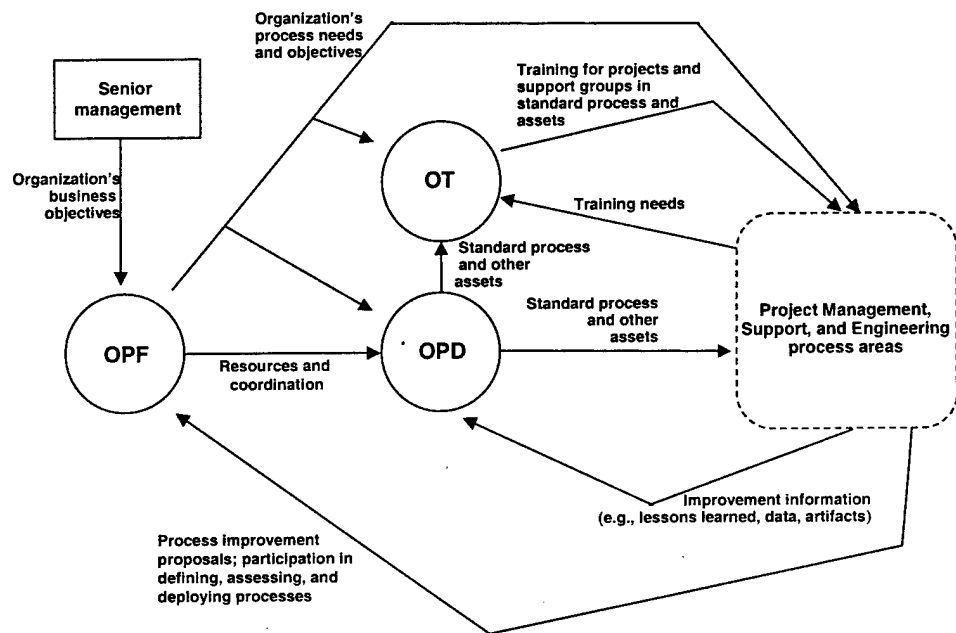 Organization's
process needs
and objectives
Senior
management
Training for projects and
support groups in
standard process and
assets
OT
Organization's
business
objectives
Training needs
Standard process
and other
assets
Standard process
and other
assets
Project Management,
Support, and Engineering
process areas
OPF
OPD
Resources and
coordination
Improvement information
(e.g., lessons learned, data, artifacts)
Process improvement
proposals; participation in
defining, assessing, and
deploying processes